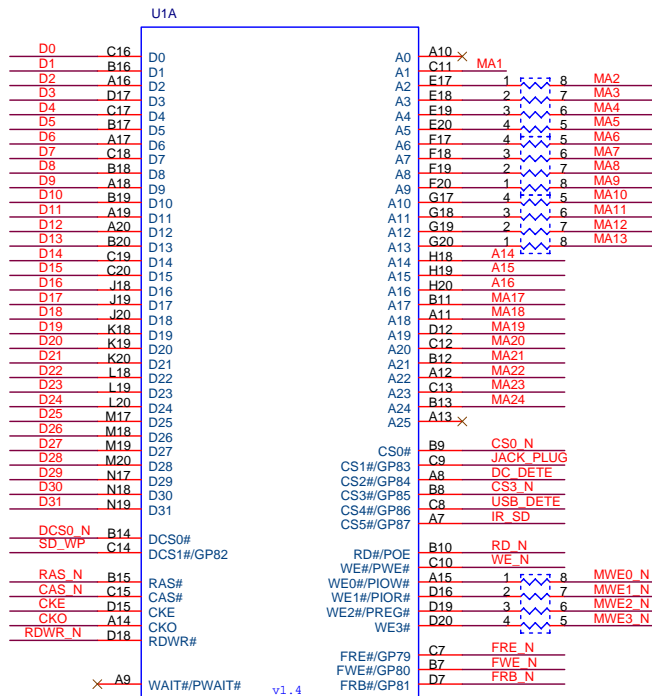 U1A
D0 C16 D0 A0 A10
D1 B16 D1 A1 C11 MA1
D2 A16 D2 A2 E17 1 8 MA2
D3 D17 D3 A3 E18 2 7 MA3
D4 C17 D4 A4 E19 3 6 MA4
D5 B17 D5 A5 E20 4 5 MA5
D6 A17 D6 A6 F17 4 5 MA6
D7 C18 D7 A7 F18 3 6 MA7
D8 B18 D8 A8 F19 2 7 MA8
D9 A18 D9 A9 F20 1 8 MA9
D10 B19 D10 A10 G17 4 5 MA10
D11 A19 D11 A11 G18 3 6 MA11
D12 A20 D12 A12 G19 2 7 MA12
D13 B20 D13 A13 G20 1 8 MA13
D14 C19 D14 A14 H18 A14
D15 C20 D15 A15 H19 A15
D16 J18 D16 A16 H20 A16
D17 J19 D17 A17 B11 MA17
D18 J20 D18 A18 A11 MA18
D19 K18 D19 A19 D12 MA19
D20 K19 D20 A20 C12 MA20
D21 K20 D21 A21 B12 MA21
D22 L18 D22 A22 A12 MA22
D23 L19 D23 A23 C13 MA23
D24 L20 D24 A24 B13 MA24
D25 M17 D25 A25 A13
D26 M18 D26
D27 M19 D27 CS0# B9 CS0_N
D28 M20 D28 CS1#/GP83 C9 JACK_PLUG
D29 N17 D29 CS2#/GP84 A8 DC_DETE
D30 N18 D30 CS3#/GP85 B8 CS3_N
D31 N19 D31 CS4#/GP86 C8 USB_DETE
CS5#/GP87 A7 IR_SD
DCS0_N B14 DCS0#
SD_WP C14 DCS1#/GP82 RD#/POE B10 RD_N
WE#/PWE# C10 WE_N
RAS_N B15 RAS# WE0#/PIOW# A15 1 8 MWE0_N
CAS_N C15 CAS# WE1#/PIOR# D16 2 7 MWE1_N
CKE D15 CKE WE2#/PREG# D19 3 6 MWE2_N
CKO A14 CKO WE3# D20 4 5 MWE3_N
RDWR_N D18 RDWR#
FRE#/GP79 C7 FRE_N
FWE#/GP80 B7 FWE_N
A9 WAIT#/PWAIT# v1.4 FRB#/GP81 D7 FRB_N